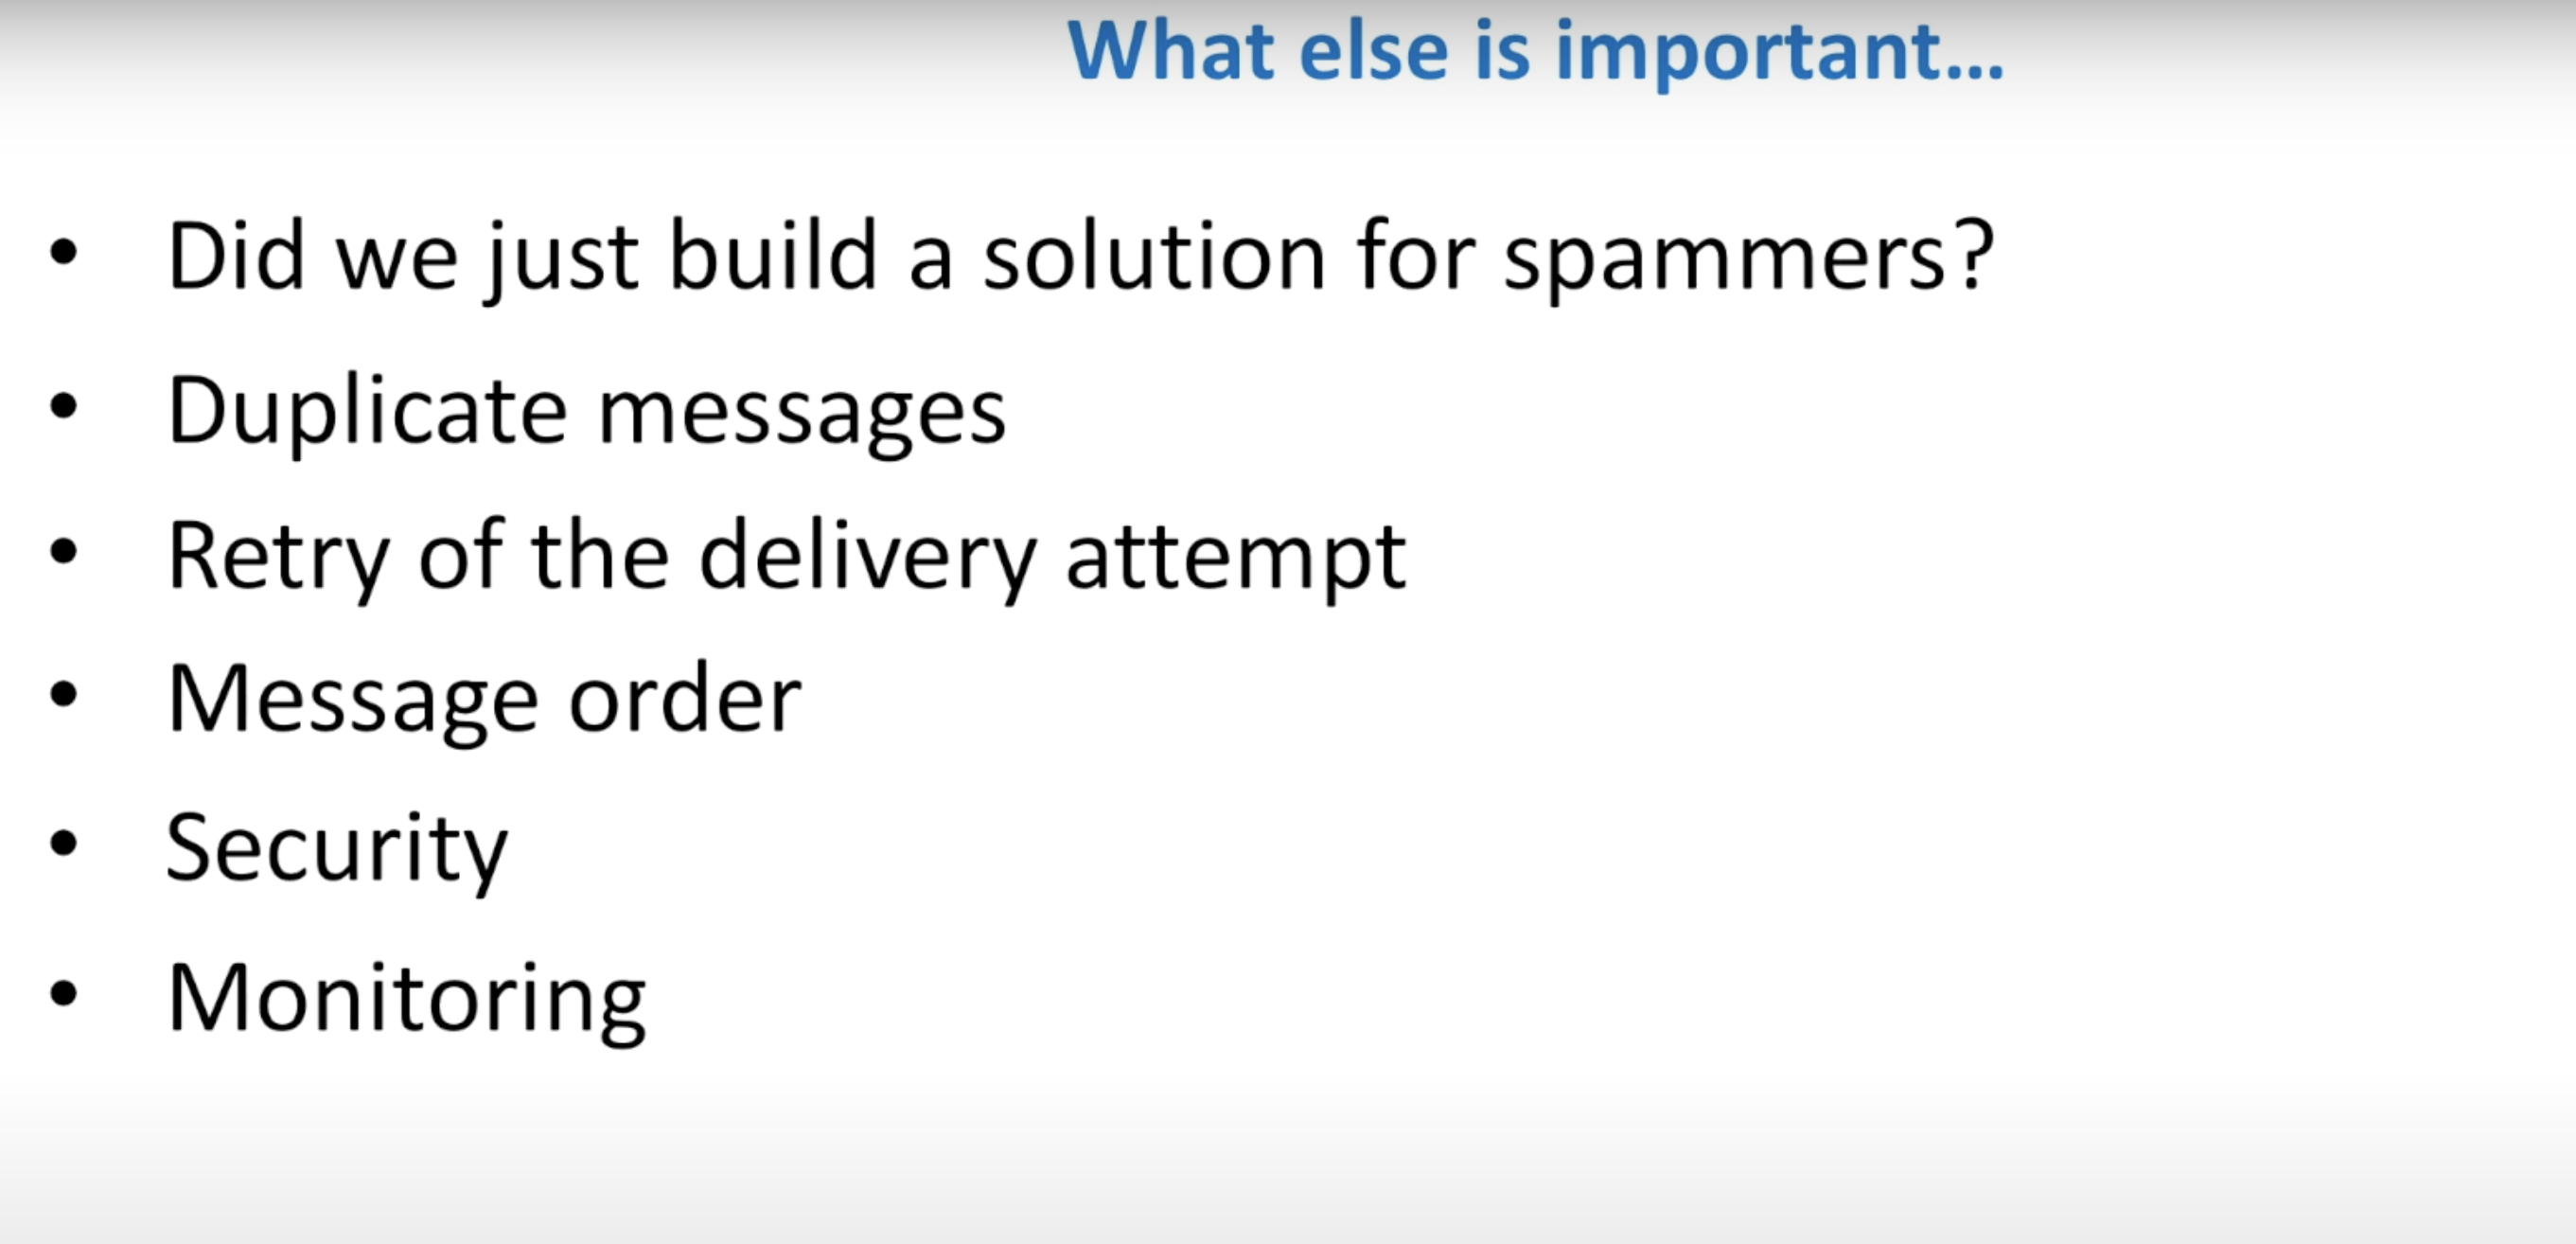 What else is important...
• Did we just build a solution for spammers?
• Duplicate messages
• Retry of the delivery attempt
• Message order
• Security
• Monitoring